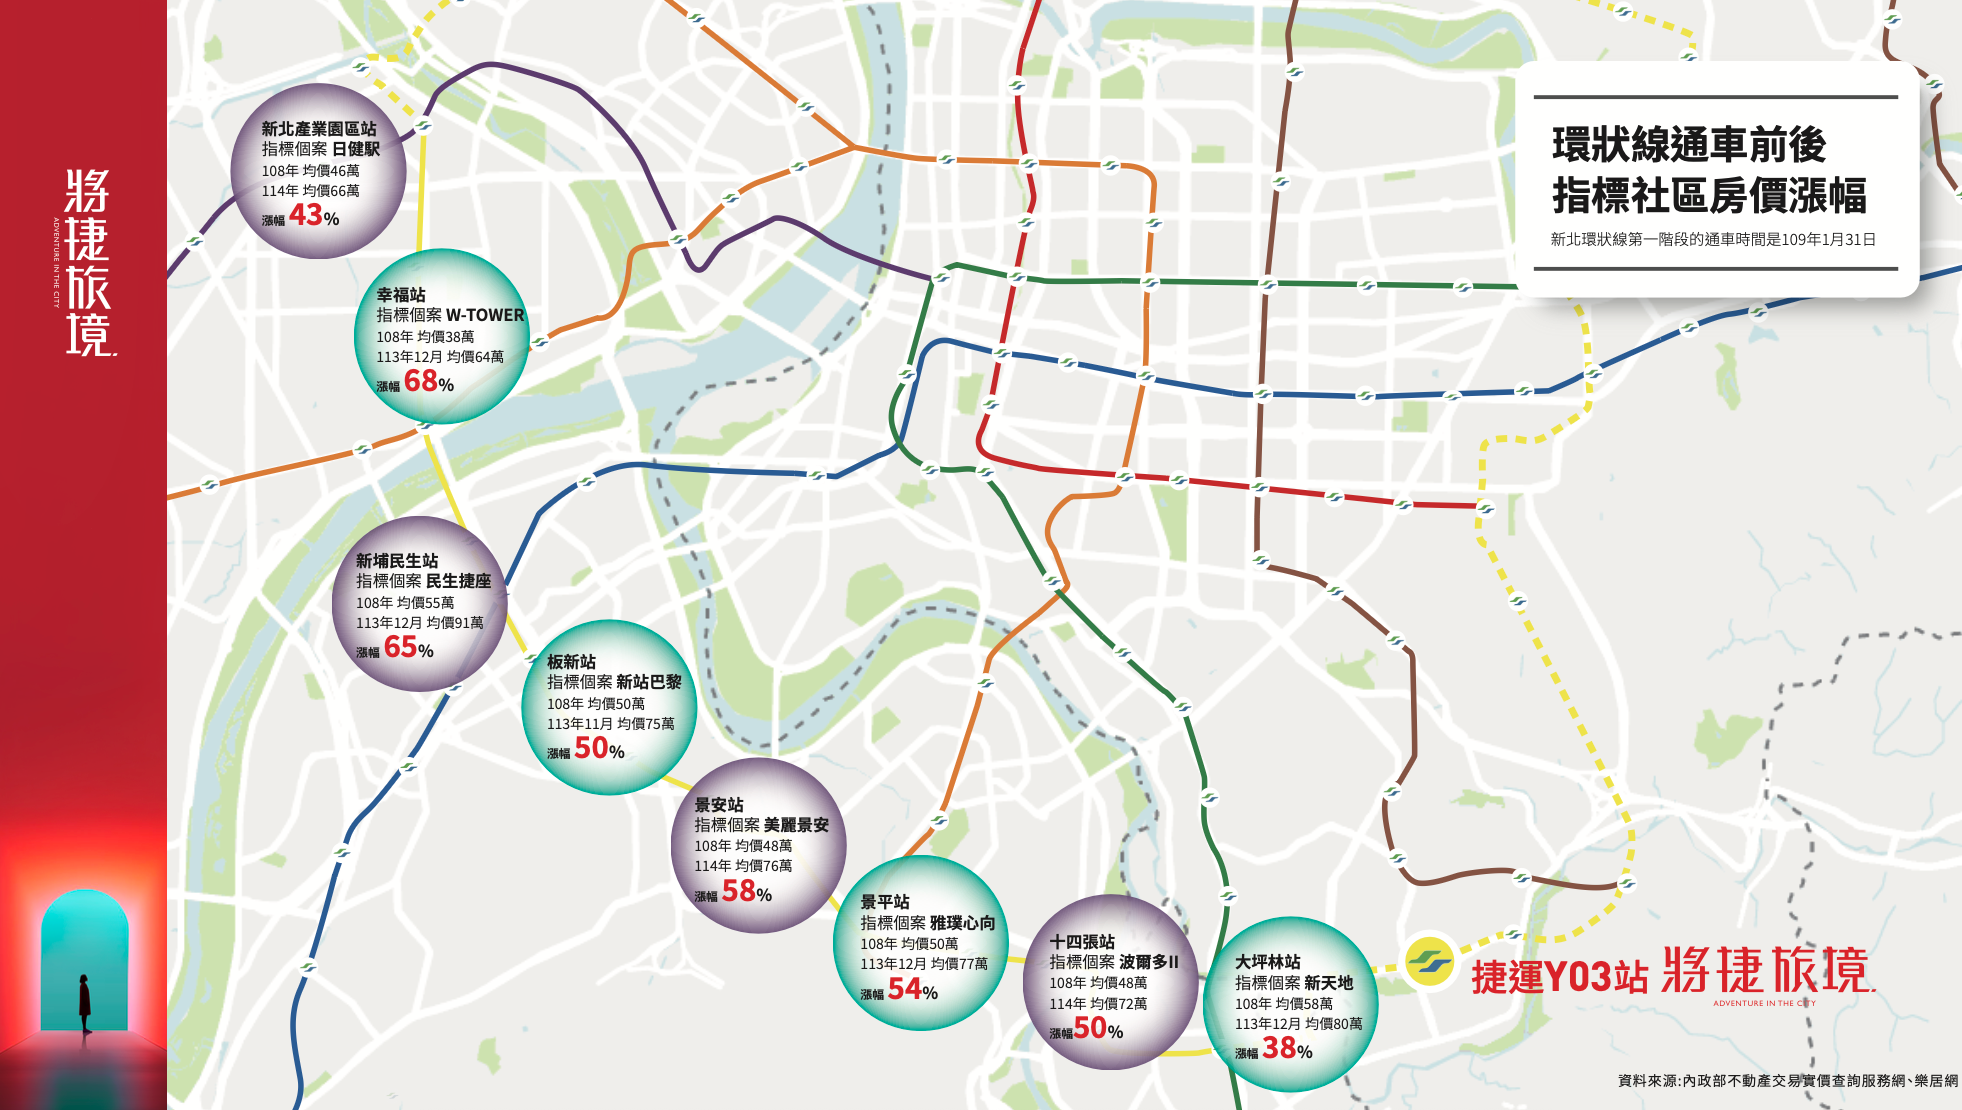 將捷旅境
ADVENTURE IN THE CITY
環狀線通車前後
指標社區房價漲幅
新北環狀線第一階段的通車時間是109年1月31日
新北產業園區站
指標個案 日健駅
108年 均價46萬
114年 均價66萬
漲幅 43%
幸福站
指標個案 W-TOWER
108年 均價38萬
113年12月 均價64萬
漲幅 68%
新埔民生站
指標個案 民生捷座
108年 均價55萬
113年12月 均價91萬
漲幅 65%
板新站
指標個案 新站巴黎
108年 均價50萬
113年11月 均價75萬
漲幅 50%
景安站
指標個案 美麗景安
108年 均價48萬
114年 均價76萬
漲幅 58%
景平站
指標個案 雅璞心向
108年 均價50萬
113年12月 均價77萬
漲幅 54%
十四張站
指標個案 波爾多II
108年 均價48萬
114年 均價72萬
漲幅50%
大坪林站
指標個案 新天地
108年 均價58萬
113年12月 均價80萬
漲幅 38%
捷運Y03站 將捷旅境
ADVENTURE IN THE CITY
資料來源:內政部不動產交易實價查詢服務網、樂居網